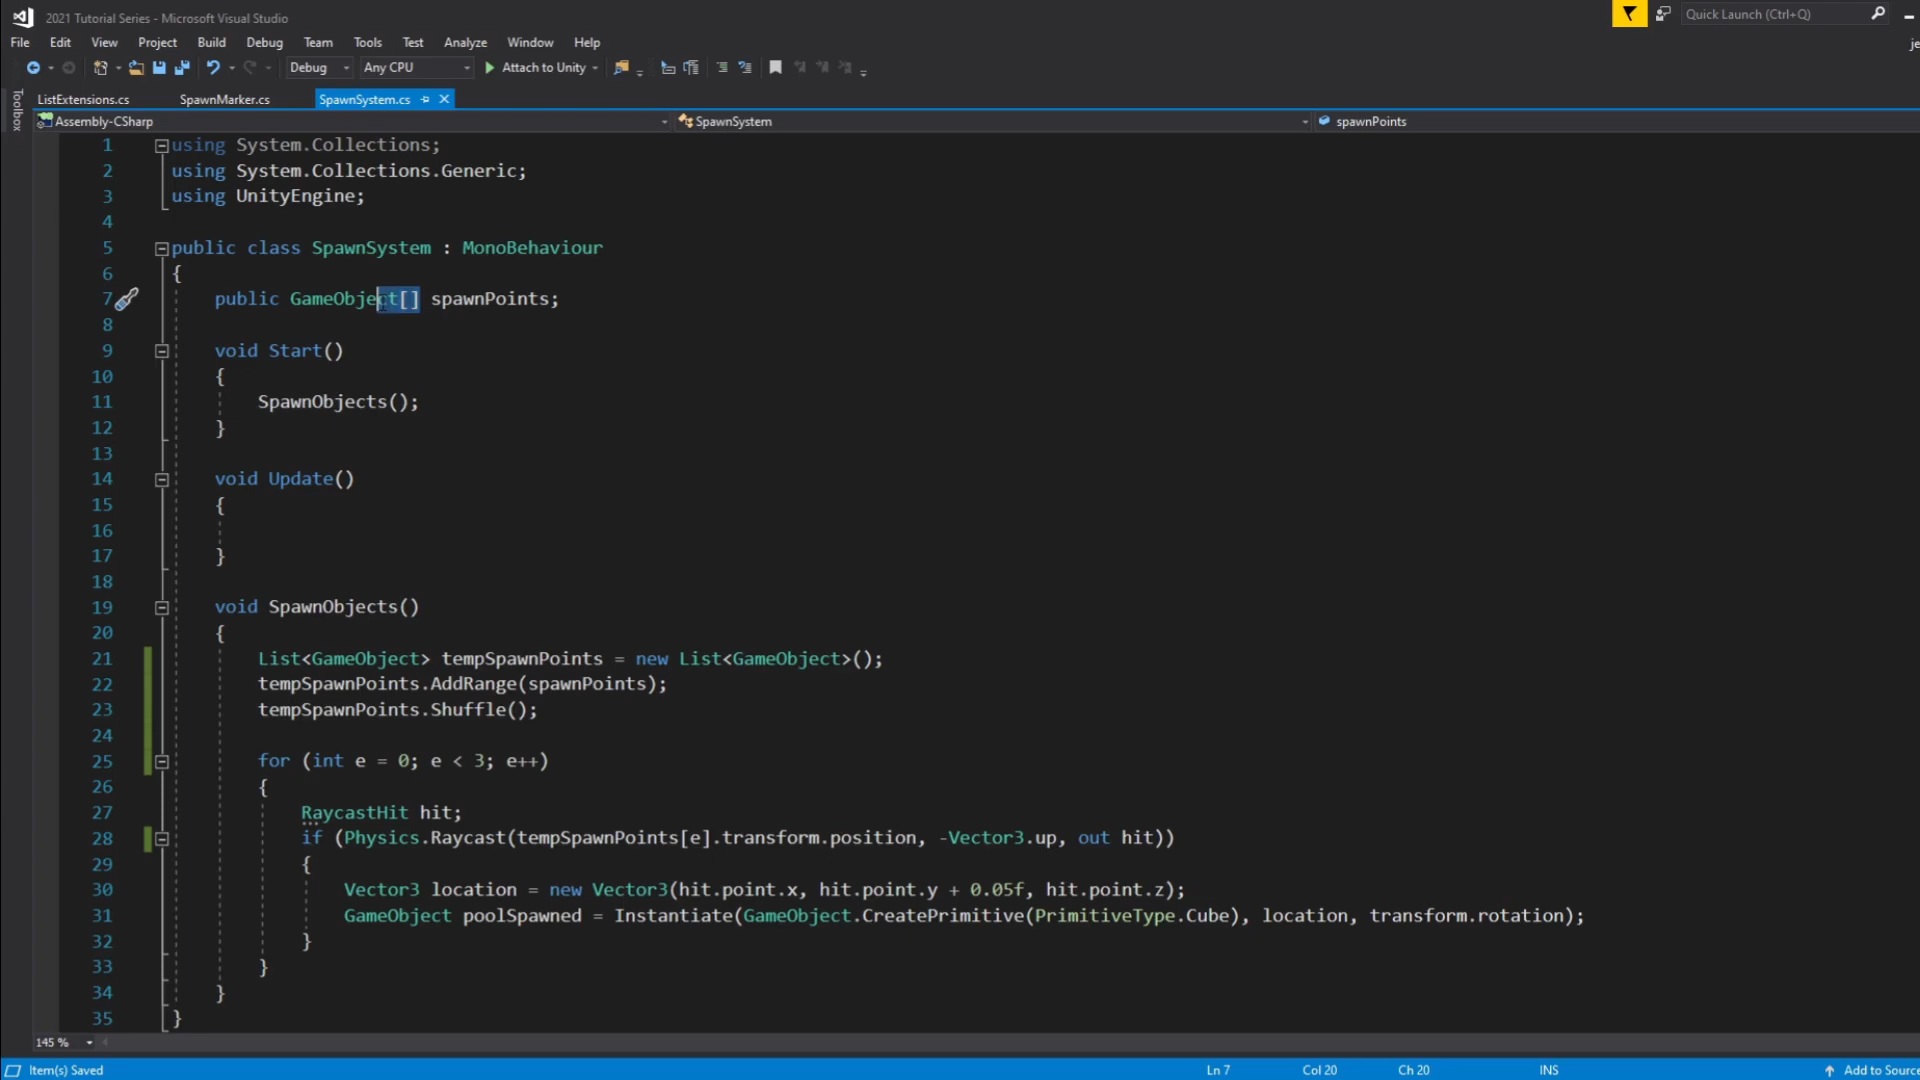 2021 Tutorial Series - Microsoft Visual Studio
Quick Launch (Ctrl+Q)
File Edit View Project Build Debug Team Tools Test Analyze Window Help
je
Debug Any CPU Attach to Unity
Toolbox
ListExtensions.cs SpawnMarker.cs SpawnSystem.cs
Assembly-CSharp SpawnSystem spawnPoints
1 using System.Collections;
2 using System.Collections.Generic;
3 using UnityEngine;
4
5 public class SpawnSystem : MonoBehaviour
6 {
7 public GameObject[] spawnPoints;
8
9 void Start()
10 {
11 SpawnObjects();
12 }
13
14 void Update()
15 {
16
17 }
18
19 void SpawnObjects()
20 {
21 List<GameObject> tempSpawnPoints = new List<GameObject>();
22 tempSpawnPoints.AddRange(spawnPoints);
23 tempSpawnPoints.Shuffle();
24
25 for (int e = 0; e < 3; e++)
26 {
27 RaycastHit hit;
28 if (Physics.Raycast(tempSpawnPoints[e].transform.position, -Vector3.up, out hit))
29 {
30 Vector3 location = new Vector3(hit.point.x, hit.point.y + 0.05f, hit.point.z);
31 GameObject poolSpawned = Instantiate(GameObject.CreatePrimitive(PrimitiveType.Cube), location, transform.rotation);
32 }
33 }
34 }
35 }
145 %
Item(s) Saved Ln 7 Col 20 Ch 20 INS Add to Source